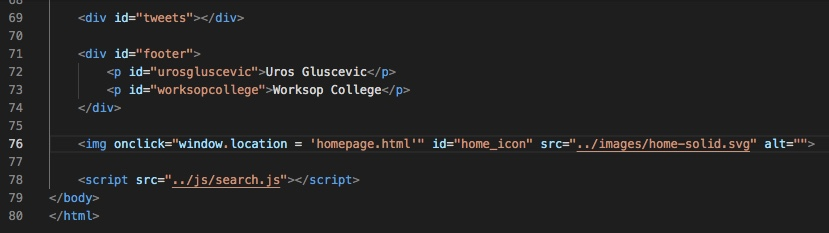 69 <div id="tweets"></div>
70
71 <div id="footer">
72 <p id="urosgluscevic">Uros Gluscevic</p>
73 <p id="worksopcollege">Worksop College</p>
74 </div>
75
76 <img onclick="window.location = 'homepage.html'" id="home_icon" src="../images/home-solid.svg" alt="">
77
78 <script src="../js/search.js"></script>
79 </body>
80 </html>